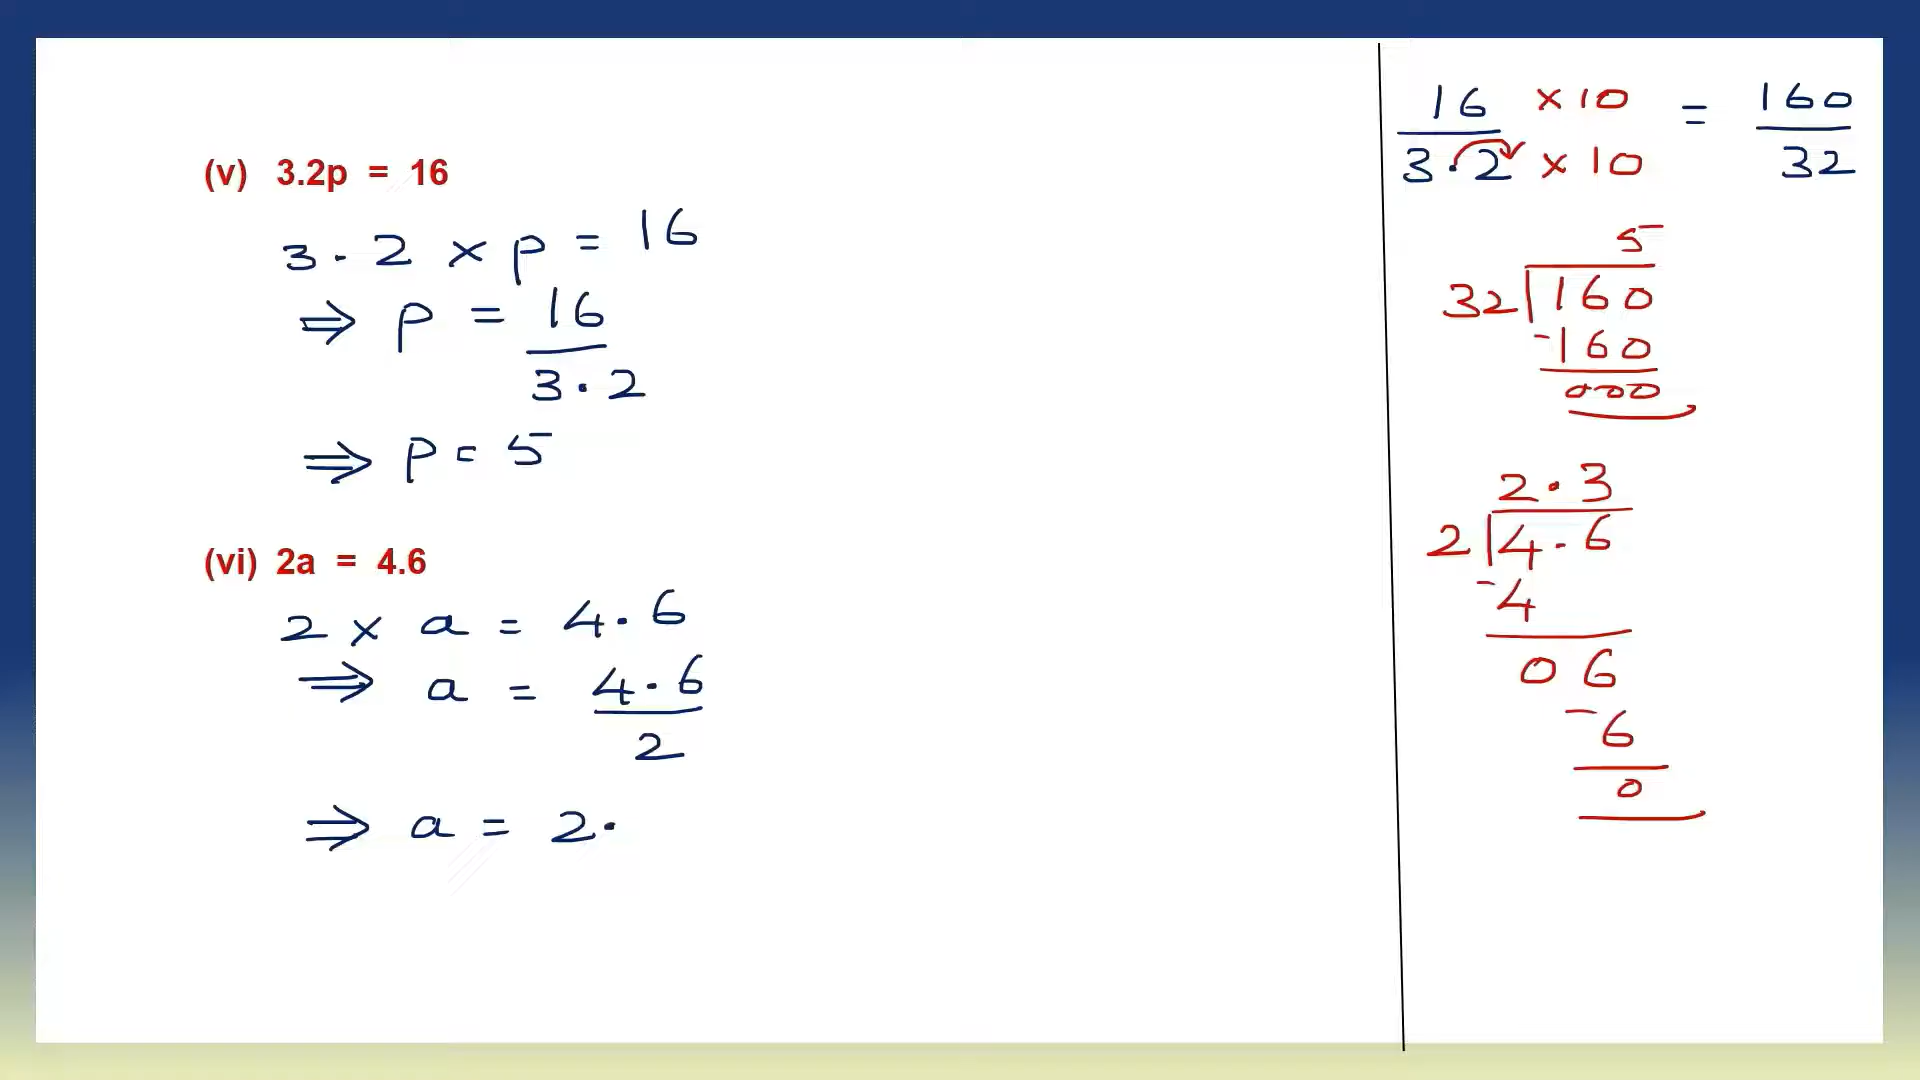 (v) 3.2p = 16
3.2 × p = 16
⇒ p = 16/3.2
⇒ p = 5
(vi) 2a = 4.6
2 × a = 4.6
⇒ a = 4.6/2
⇒ a = 2.
16 × 10 = 160
3.2 × 10 32
5
32 160
-160
000
2.3
2 4.6
-4
06
-6
0